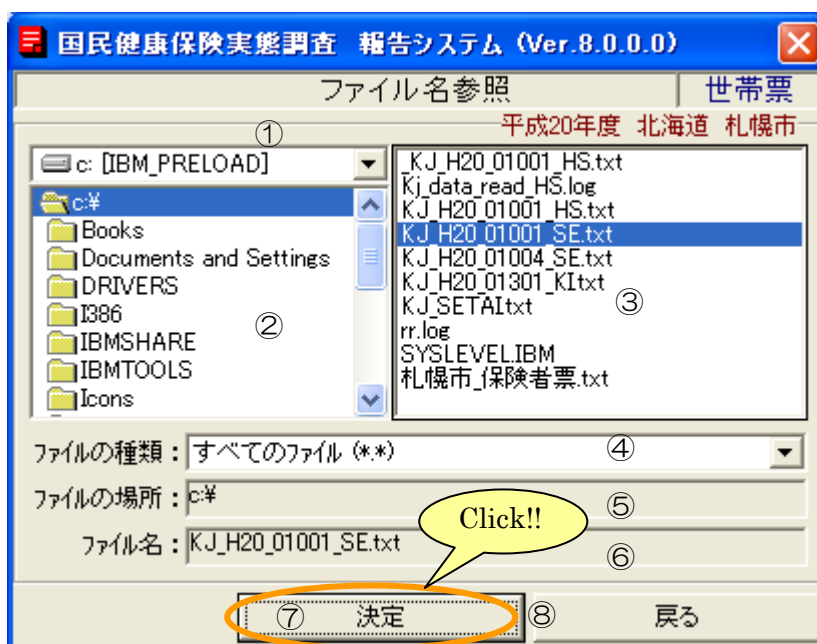 国民健康保険実態調査 報告システム (Ver.8.0.0.0)
ファイル名参照
世帯票
平成20年度 北海道 札幌市
①
c: [IBM_PRELOAD]
c:¥
Books
Documents and Settings
DRIVERS
I386
IBMSHARE
IBMTOOLS
Icons
②
_KJ_H20_01001_HS.txt
Kj_data_read_HS.log
KJ_H20_01001_HS.txt
KJ_H20_01001_SE.txt
KJ_H20_01004_SE.txt
KJ_H20_01301_KI.txt
KJ_SETAI.txt
rr.log
SYSLEVEL.IBM
札幌市_保険者票.txt
③
ファイルの種類：すべてのファイル (*.*) ④
ファイルの場所：c:¥ ⑤
ファイル名：KJ_H20_01001_SE.txt ⑥
Click!!
⑦ 決定
⑧ 戻る